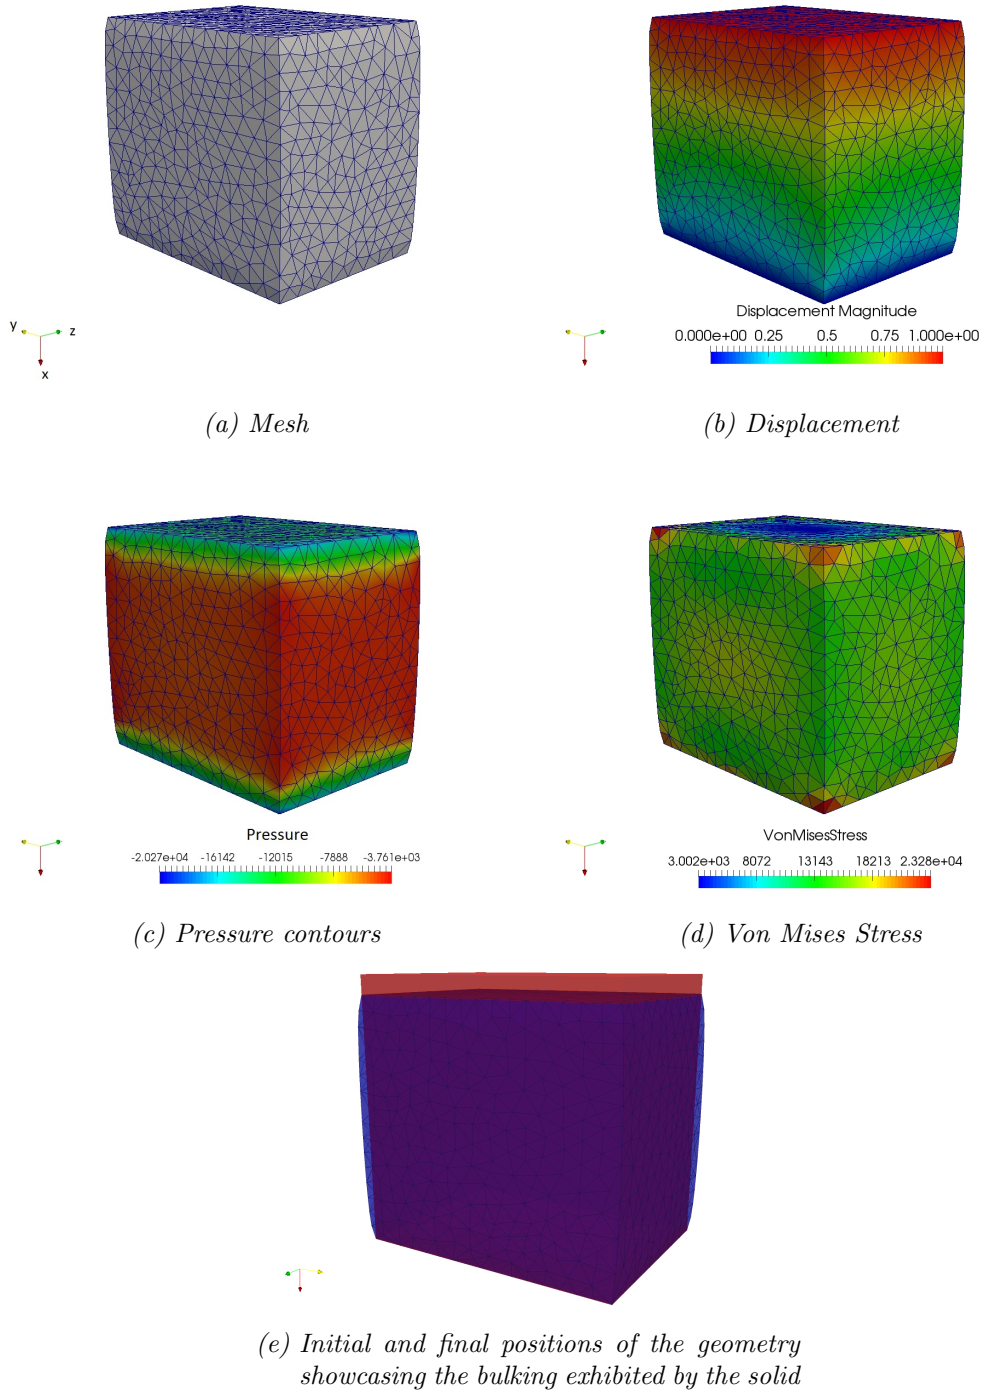 y
z
x
(a) Mesh
Displacement Magnitude
0.000e+00 0.25 0.5 0.75 1.000e+00
(b) Displacement
Pressure
-2.027e+04 -16142 -12015 -7888 -3.761e+03
(c) Pressure contours
VonMisesStress
3.002e+03 8072 13143 18213 2.328e+04
(d) Von Mises Stress
(e) Initial and final positions of the geometry
showcasing the bulking exhibited by the solid